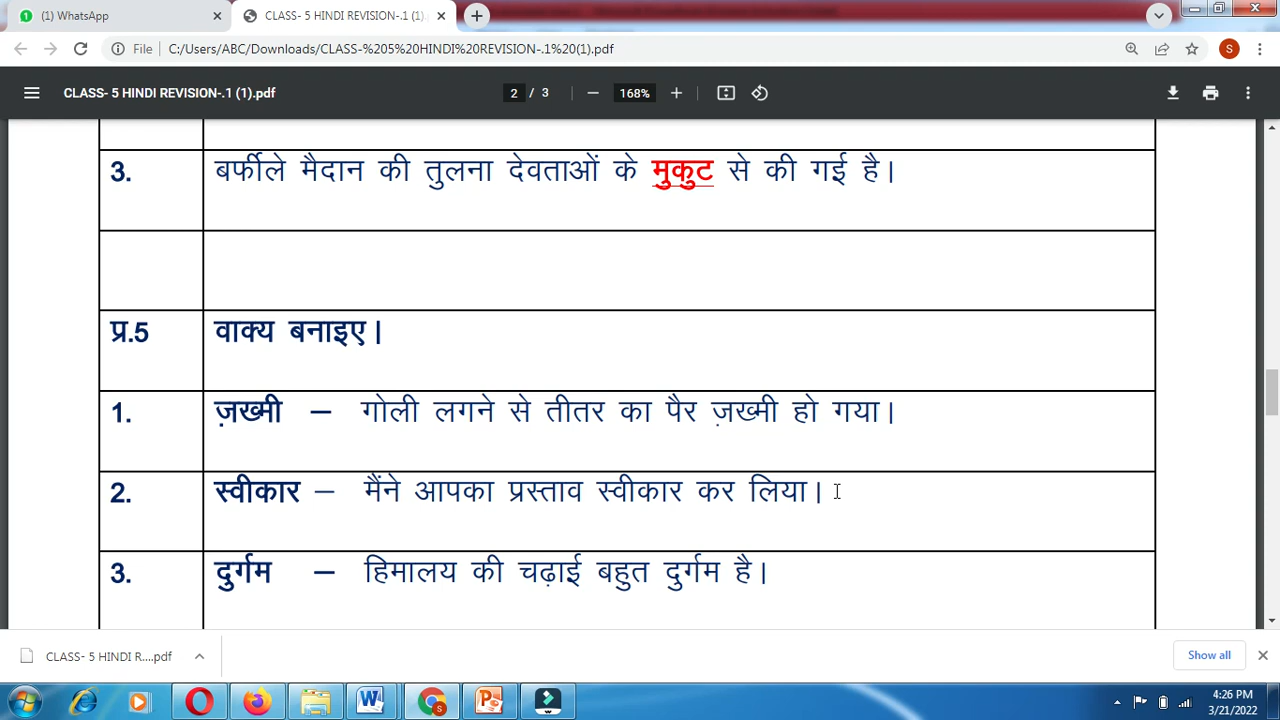 (1) WhatsApp
CLASS- 5 HINDI REVISION-.1 (1).p
File C:/Users/ABC/Downloads/CLASS-%205%20HINDI%20REVISION-.1%20(1).pdf
S
CLASS- 5 HINDI REVISION-.1 (1).pdf
2 / 3
168%
3. बर्फीले मैदान की तुलना देवताओं के मुकुट से की गई है।
प्र.5 वाक्य बनाइए।
1. ज़ख्मी – गोली लगने से तीतर का पैर ज़ख्मी हो गया।
2. स्वीकार – मैंने आपका प्रस्ताव स्वीकार कर लिया।
3. दुर्गम – हिमालय की चढ़ाई बहुत दुर्गम है।
CLASS- 5 HINDI R....pdf
Show all
4:26 PM
3/21/2022